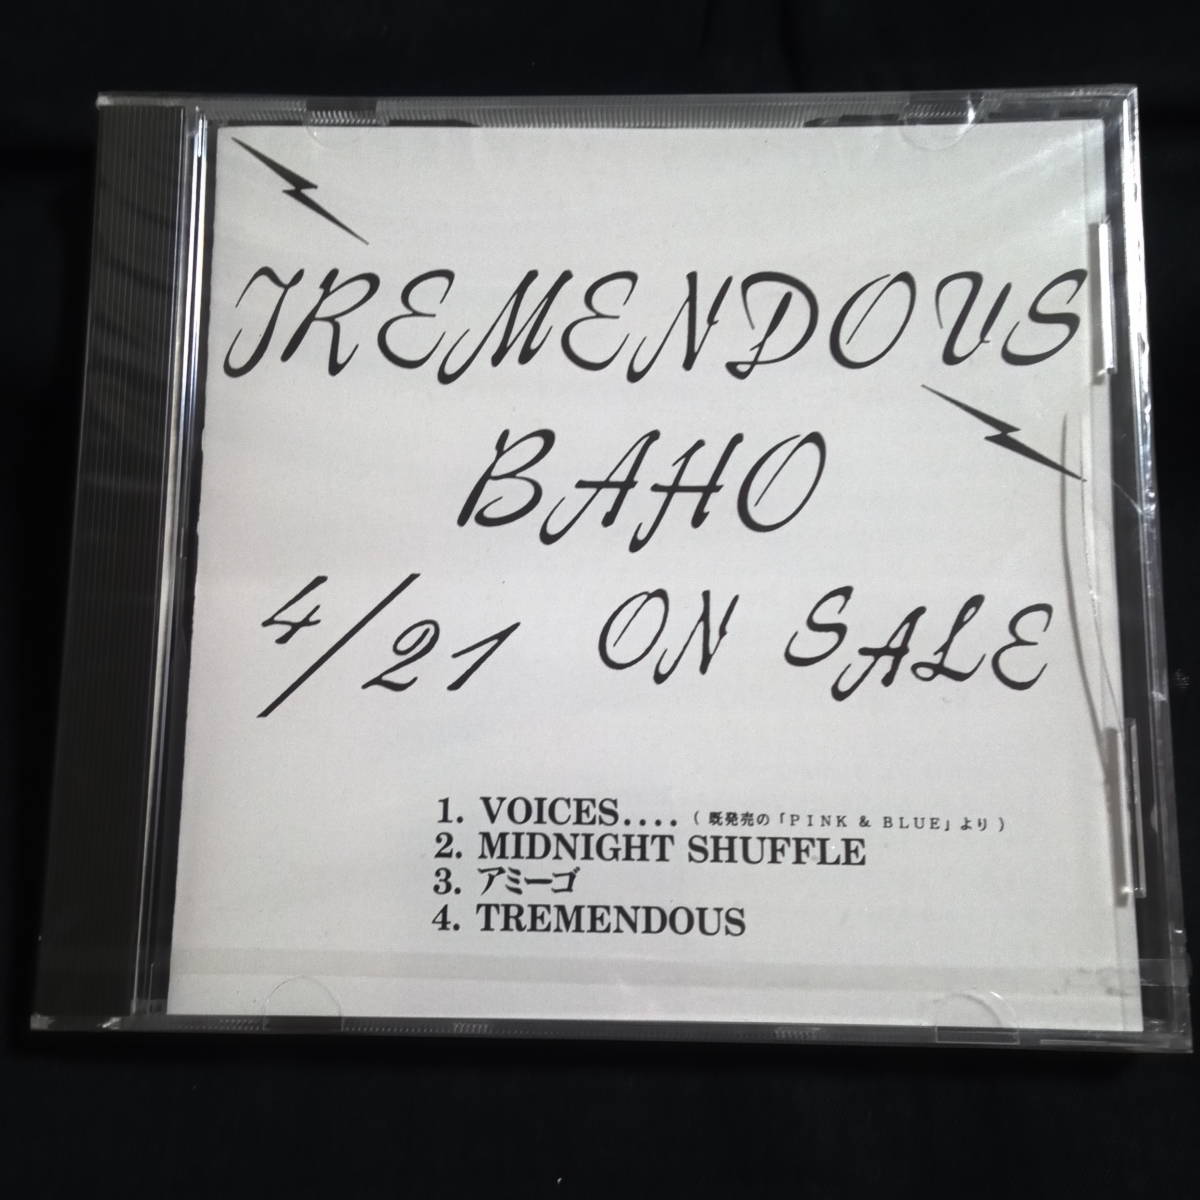 TREMENDOUS
BAHO
4/21 ON SALE
1. VOICES....(既発売の「PINK & BLUE」より)
2. MIDNIGHT SHUFFLE
3. アミーゴ
4. TREMENDOUS